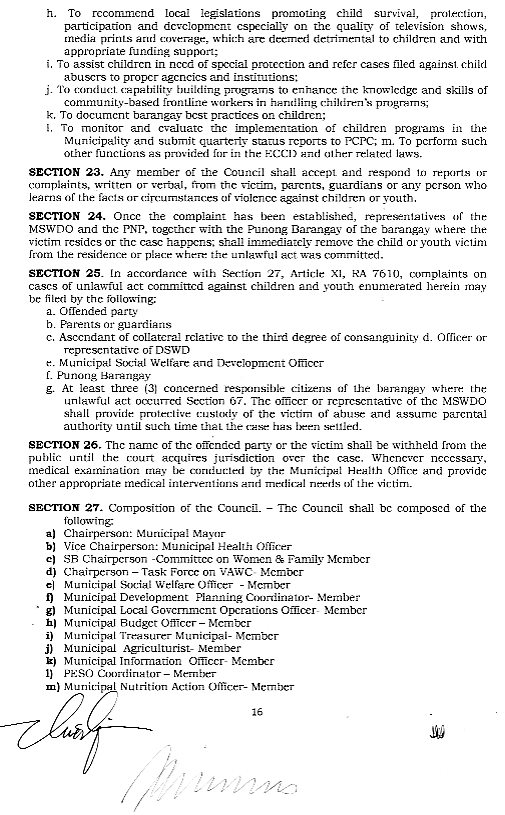 h. To recommend local legislations promoting child survival, protection,
participation and development especially on the quality of television shows,
media prints and coverage, which are deemed detrimental to children and with
appropriate funding support;
i. To assist children in need of special protection and refer cases filed against child
abusers to proper agencies and institutions;
j. To conduct capability building programs to enhance the knowledge and skills of
community-based frontline workers in handling children's programs;
k. To document barangay best practices on children;
l. To monitor and evaluate the implementation of children programs in the
Municipality and submit quarterly status reports to PCPC; m. To perform such
other functions as provided for in the ECCD and other related laws.
SECTION 23. Any member of the Council shall accept and respond to reports or
complaints, written or verbal, from the victim, parents, guardians or any person who
learns of the facts or circumstances of violence against children or youth.
SECTION 24. Once the complaint has been established, representatives of the
MSWDO and the PNP, together with the Punong Barangay of the barangay where the
victim resides or the case happens; shall immediately remove the child or youth victim
from the residence or place where the unlawful act was committed.
SECTION 25. In accordance with Section 27, Article XI, RA 7610, complaints on
cases of unlawful act committed against children and youth enumerated herein may
be filed by the following:
a. Offended party
b. Parents or guardians
c. Ascendant of collateral relative to the third degree of consanguinity d. Officer or
representative of DSWD
e. Municipal Social Welfare and Development Officer
f. Punong Barangay
g. At least three (3) concerned responsible citizens of the barangay where the
unlawful act occurred Section 67. The officer or representative of the MSWDO
shall provide protective custody of the victim of abuse and assume parental
authority until such time that the case has been settled.
SECTION 26. The name of the offended party or the victim shall be withheld from the
public until the court acquires jurisdiction over the case. Whenever necessary,
medical examination may be conducted by the Municipal Health Office and provide
other appropriate medical interventions and medical needs of the victim.
SECTION 27. Composition of the Council. – The Council shall be composed of the
following:
a) Chairperson: Municipal Mayor
b) Vice Chairperson: Municipal Health Officer
c) SB Chairperson -Committee on Women & Family Member
d) Chairperson – Task Force on VAWC- Member
e) Municipal Social Welfare Officer - Member
f) Municipal Development Planning Coordinator- Member
g) Municipal Local Government Operations Officer- Member
h) Municipal Budget Officer – Member
i) Municipal Treasurer Municipal- Member
j) Municipal Agriculturist- Member
k) Municipal Information Officer- Member
l) PESO Coordinator – Member
m) Municipal Nutrition Action Officer- Member
16